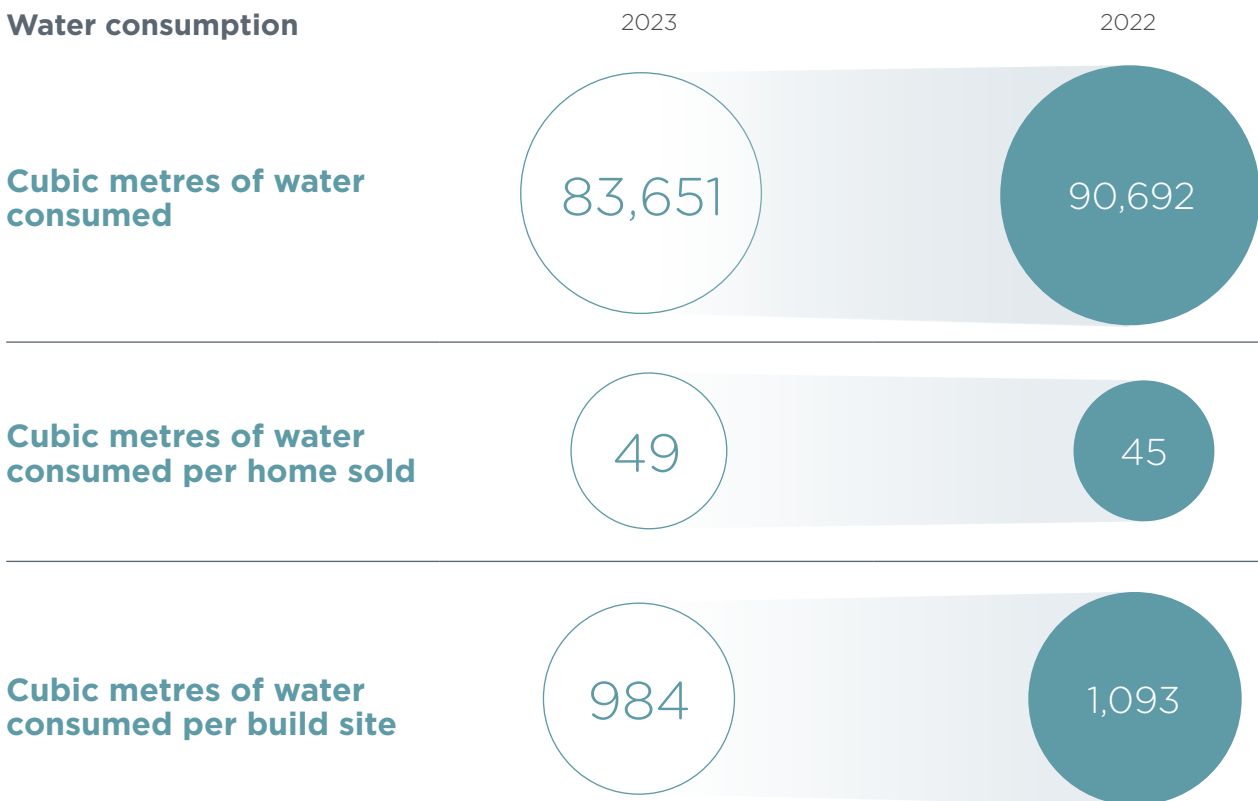 Water consumption 2023 2022
Cubic metres of water
consumed
83,651 90,692
Cubic metres of water
consumed per home sold
49 45
Cubic metres of water
consumed per build site
984 1,093